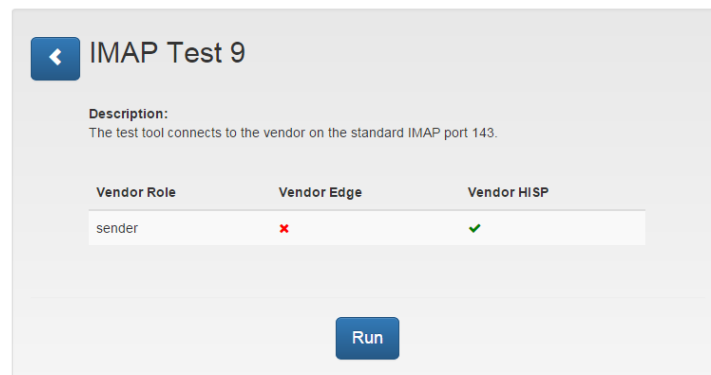 IMAP Test 9
Description:
The test tool connects to the vendor on the standard IMAP port 143.
Vendor Role Vendor Edge Vendor HISP
sender
Run